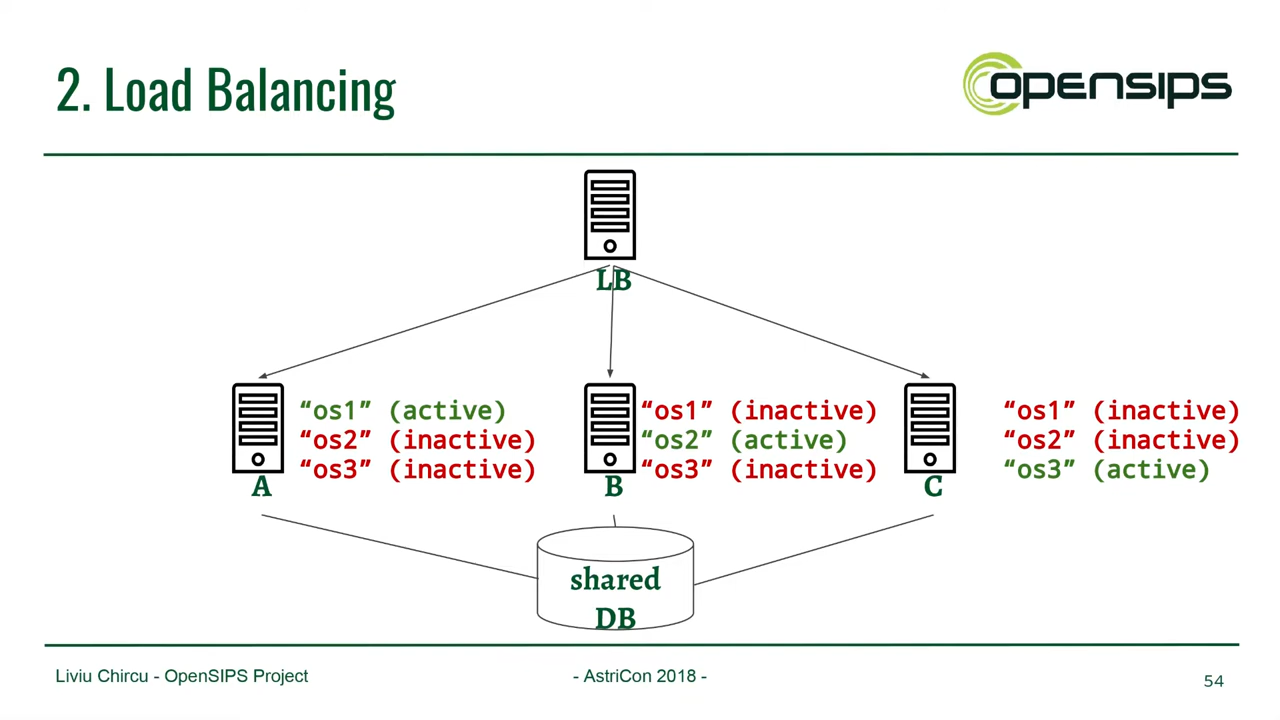 2. Load Balancing
opensips
LB
“os1” (active)
“os2” (inactive)
“os3” (inactive)
A
“os1” (inactive)
“os2” (active)
“os3” (inactive)
B
“os1” (inactive)
“os2” (inactive)
“os3” (active)
C
shared
DB
Liviu Chircu - OpenSIPS Project
- AstriCon 2018 -
54